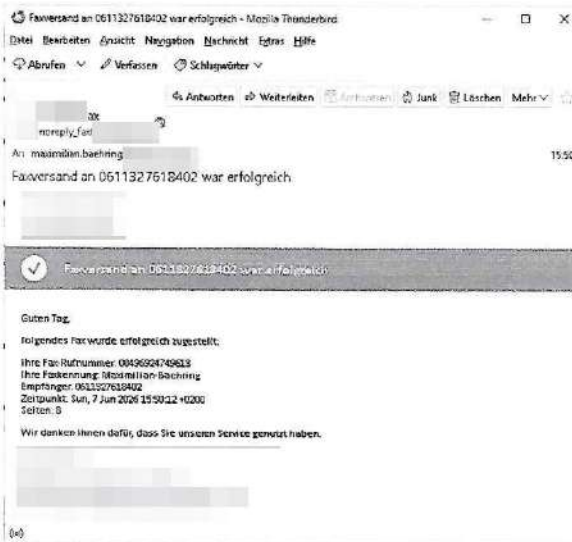 Faxversand an 0611327618402 war erfolgreich - Mozilla Thunderbird
Datei Bearbeiten Ansicht Navigation Nachricht Extras Hilfe
Abrufen Verfassen Schlagwörter
Antworten Weiterleiten Archivieren Junk Löschen Mehr
noreply_fax
An maximilian.baehring
15:50
Faxversand an 0611327618402 war erfolgreich
Faxversand an 0611327618402 war erfolgreich
Guten Tag,
folgendes Fax wurde erfolgreich zugestellt:
Ihre Fax-Rufnummer: 00496924749613
Ihre Faxkennung: Maximilian-Baehring
Empfänger: 0611327618402
Zeitpunkt: Sun, 7 Jun 2026 15:50:12 +0200
Seiten: 8
Wir danken Ihnen dafür, dass Sie unseren Service genutzt haben.